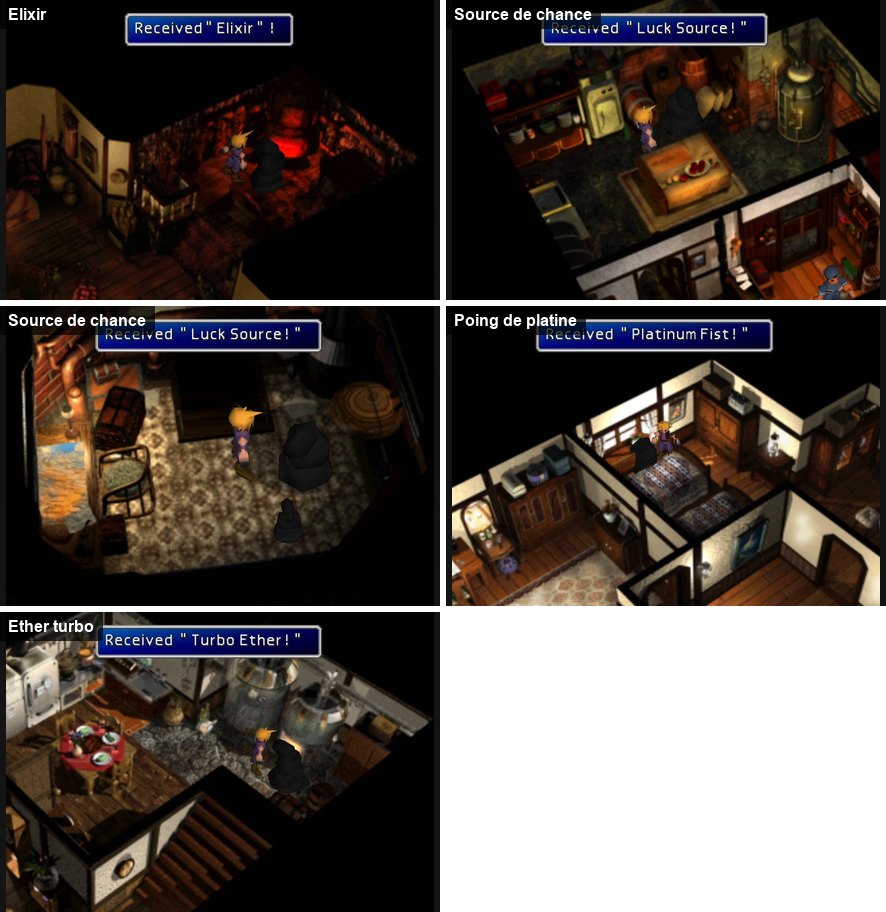 Elixir
Received "Elixir" !
Source de chance
Received "Luck Source!"
Source de chance
Received "Luck Source!"
Poing de platine
Received "Platinum Fist!"
Ether turbo
Received "Turbo Ether!"